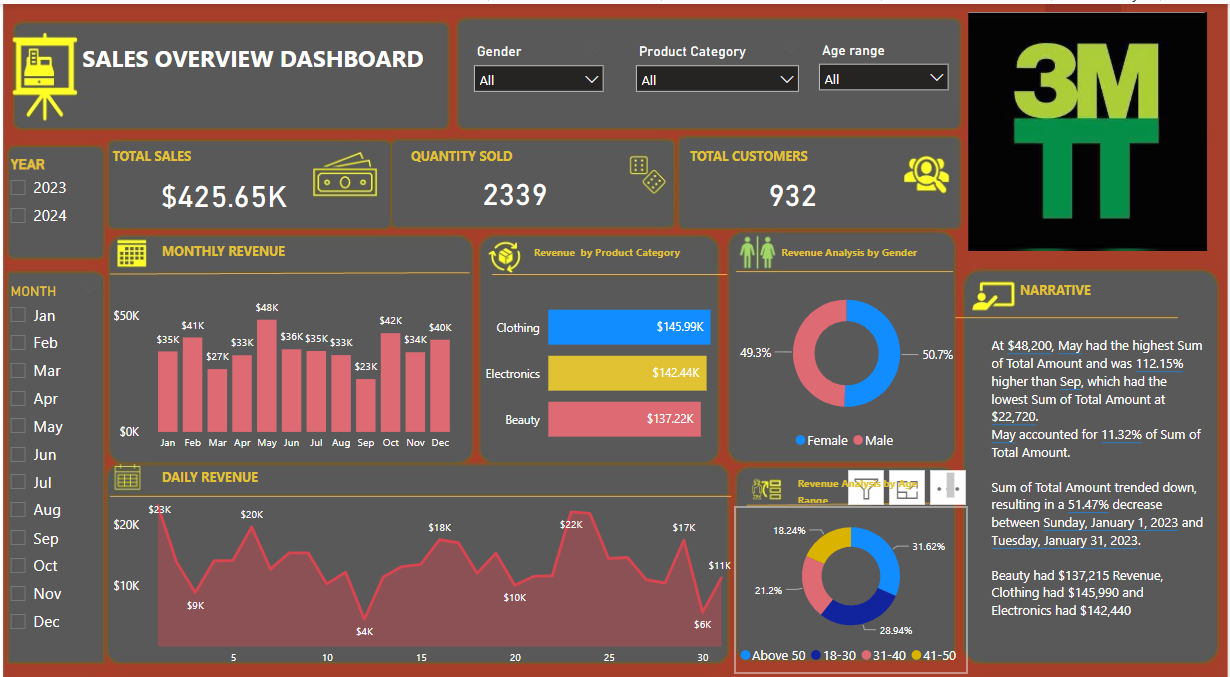 SALES OVERVIEW DASHBOARD
Gender
All
Product Category
All
Age range
All
3M
TT
YEAR
2023
2024
TOTAL SALES
$425.65K
QUANTITY SOLD
2339
TOTAL CUSTOMERS
932
MONTH
Jan
Feb
Mar
Apr
May
Jun
Jul
Aug
Sep
Oct
Nov
Dec
MONTHLY REVENUE
$50K
$0K
$35K
$41K
$27K
$33K
$48K
$36K
$35K
$33K
$23K
$42K
$34K
$40K
Jan Feb Mar Apr May Jun Jul Aug Sep Oct Nov Dec
Revenue by Product Category
Clothing $145.99K
Electronics $142.44K
Beauty $137.22K
Revenue Analysis by Gender
49.3%
50.7%
Female Male
NARRATIVE
At $48,200, May had the highest Sum
of Total Amount and was 112.15%
higher than Sep, which had the
lowest Sum of Total Amount at
$22,720.
May accounted for 11.32% of Sum of
Total Amount.
Sum of Total Amount trended down,
resulting in a 51.47% decrease
between Sunday, January 1, 2023 and
Tuesday, January 31, 2023.
Beauty had $137,215 Revenue,
Clothing had $145,990 and
Electronics had $142,440
DAILY REVENUE
$20K
$10K
$23K
$9K
$20K
$4K
$18K
$10K
$22K
$17K
$6K
$11K
5 10 15 20 25 30
Revenue Analysis by Age
Range
18.24%
31.62%
21.2%
28.94%
Above 50 18-30 31-40 41-50